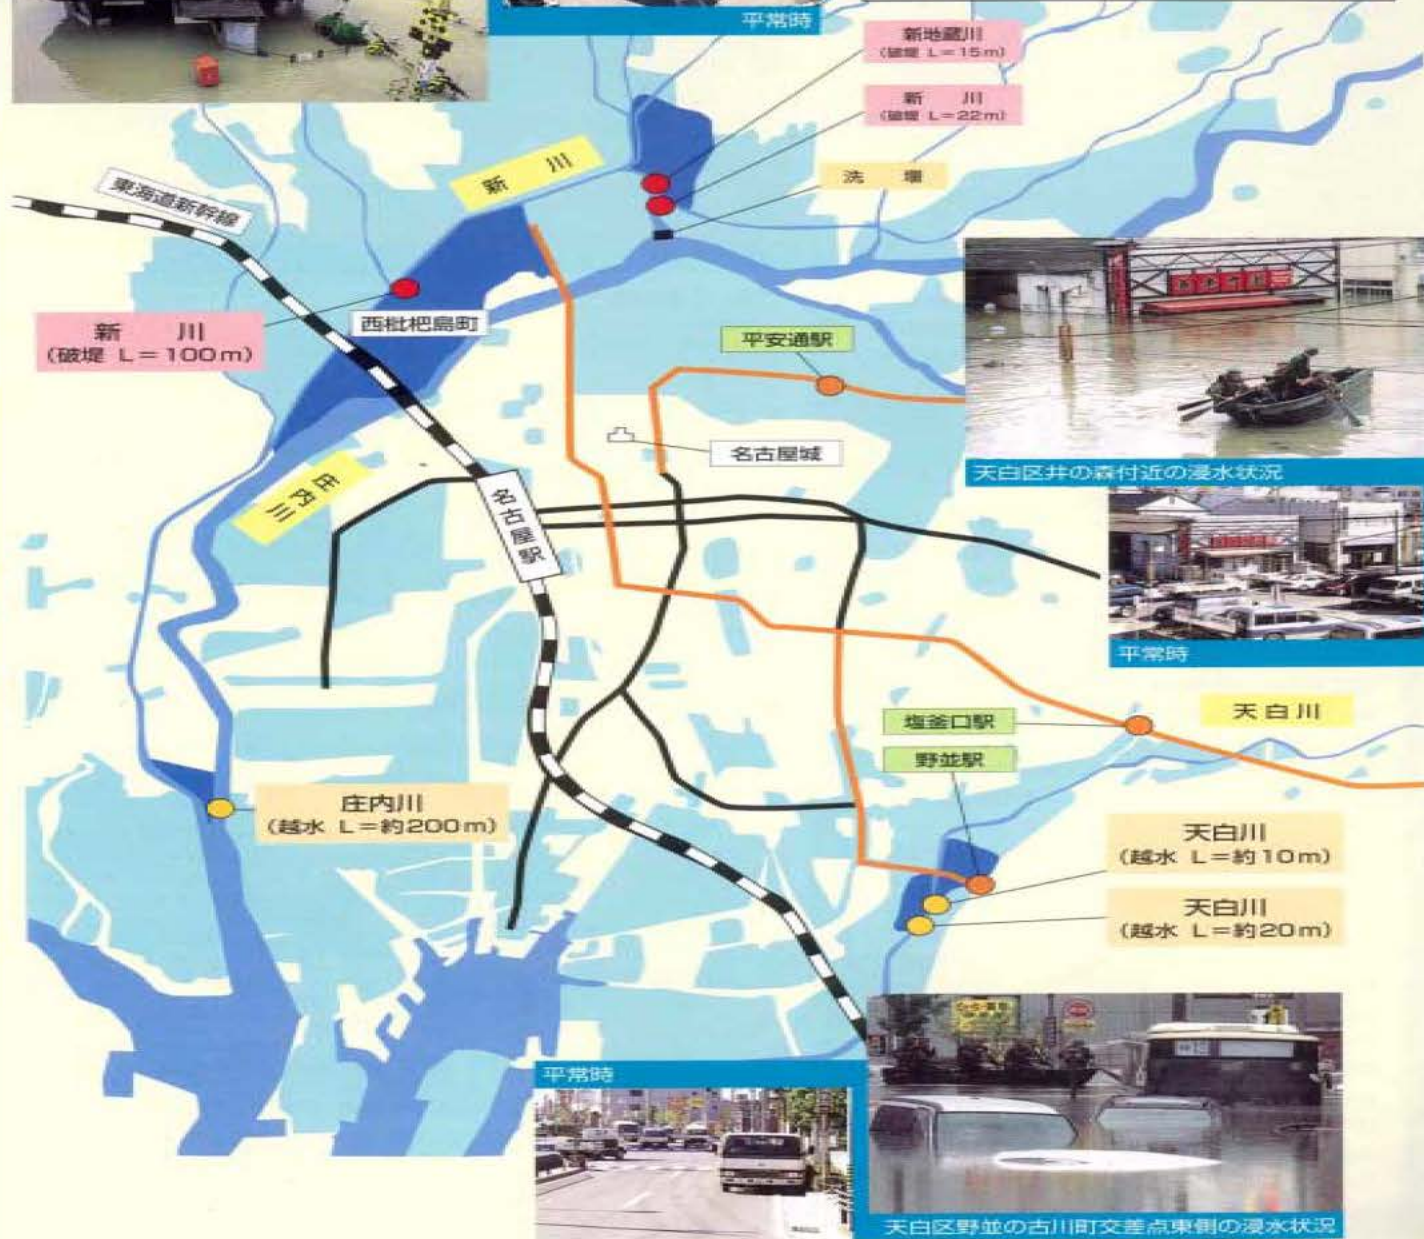 平常時
新地蔵川
(破堤 L=15m)
新　川
(破堤 L=22m)
洗　堰
新　川
東海道新幹線
新　川
(破堤 L=100m)
西枇杷島町
平安通駅
名古屋城
天白区井の森付近の浸水状況
庄内川
名古屋駅
平常時
塩釜口駅
天白川
野並駅
庄内川
(越水 L=約200m)
天白川
(越水 L=約10m)
天白川
(越水 L=約20m)
平常時
天白区野並の古川町交差点東側の浸水状況